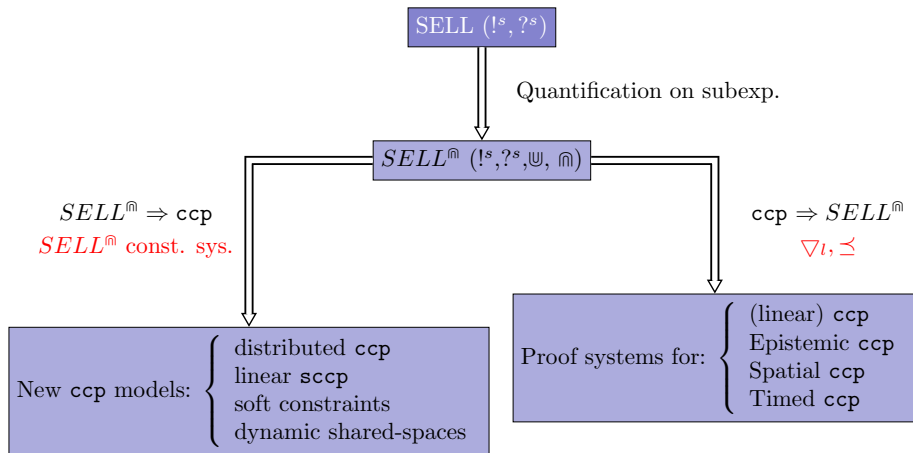 SELL (!ˢ, ?ˢ)
Quantification on subexp.
SELL^⋒ (!ˢ,?ˢ,⋓, ⋒)
SELL^⋒ ⇒ ccp
SELL^⋒ const. sys.
ccp ⇒ SELL^⋒
▽l, ⪯
New ccp models:
distributed ccp
linear sccp
soft constraints
dynamic shared-spaces
Proof systems for:
(linear) ccp
Epistemic ccp
Spatial ccp
Timed ccp